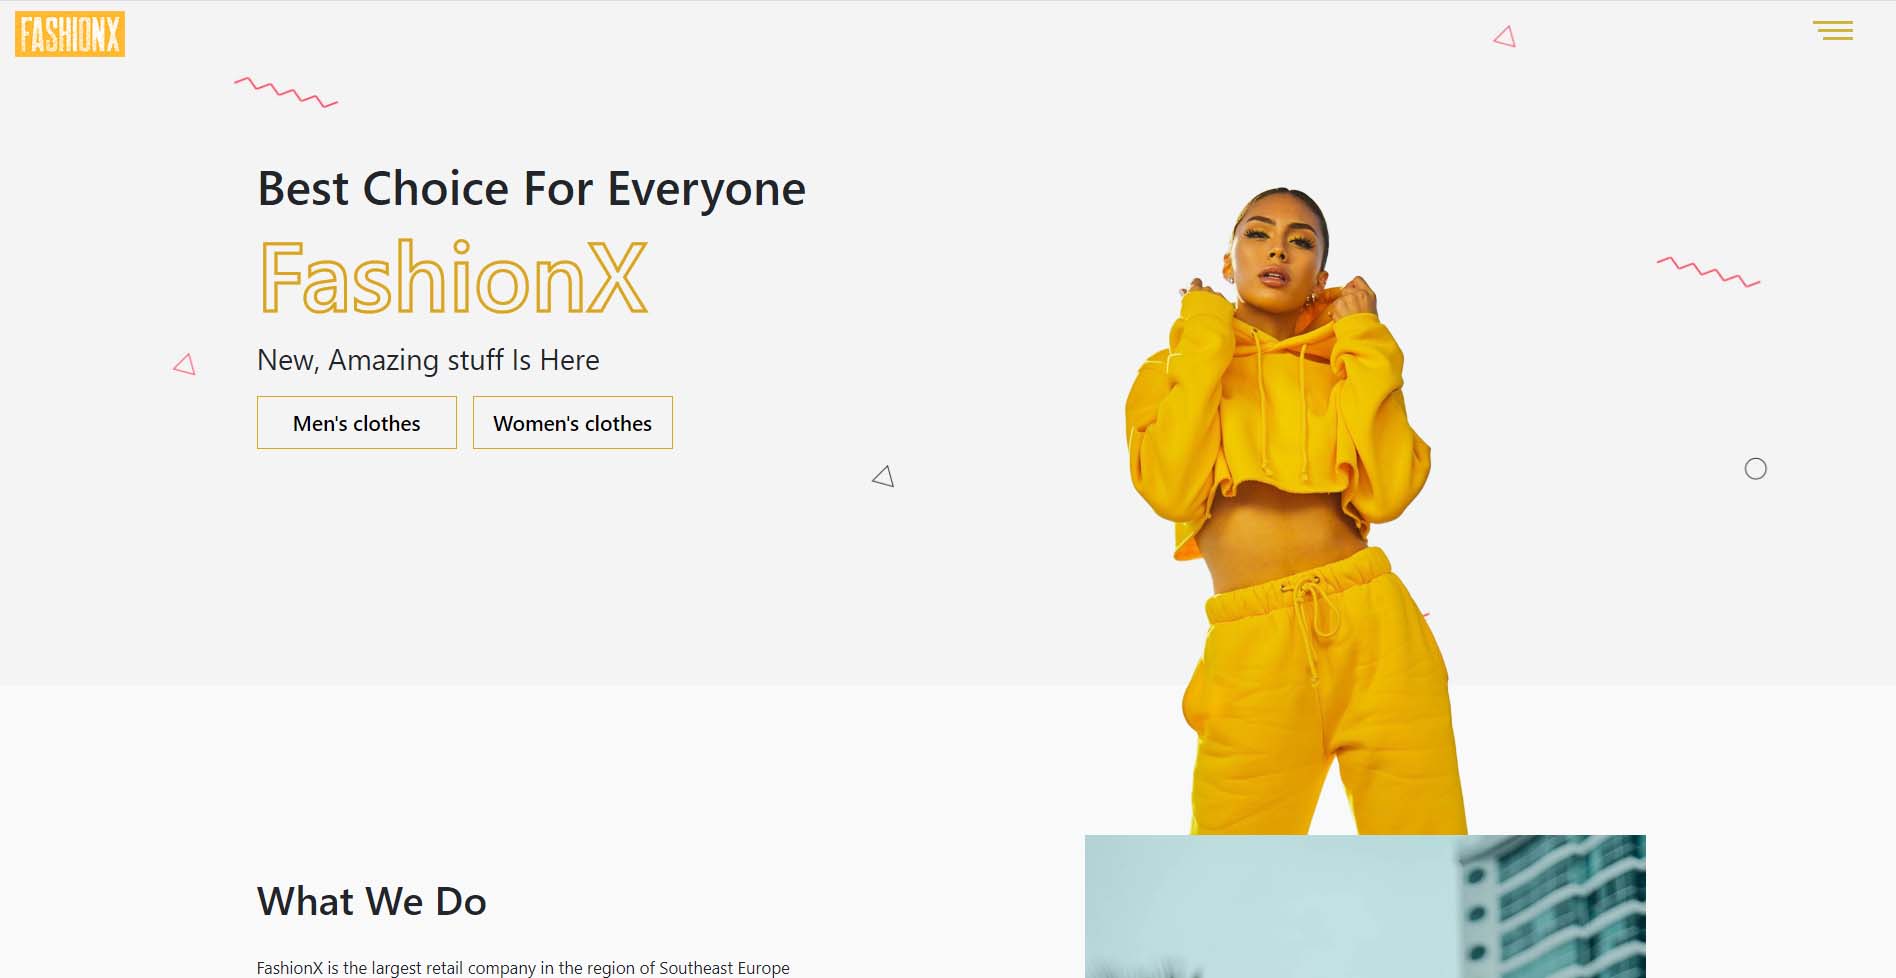 FASHIONX
Best Choice For Everyone
FashionX
New, Amazing stuff Is Here
Men's clothes
Women's clothes
What We Do
FashionX is the largest retail company in the region of Southeast Europe